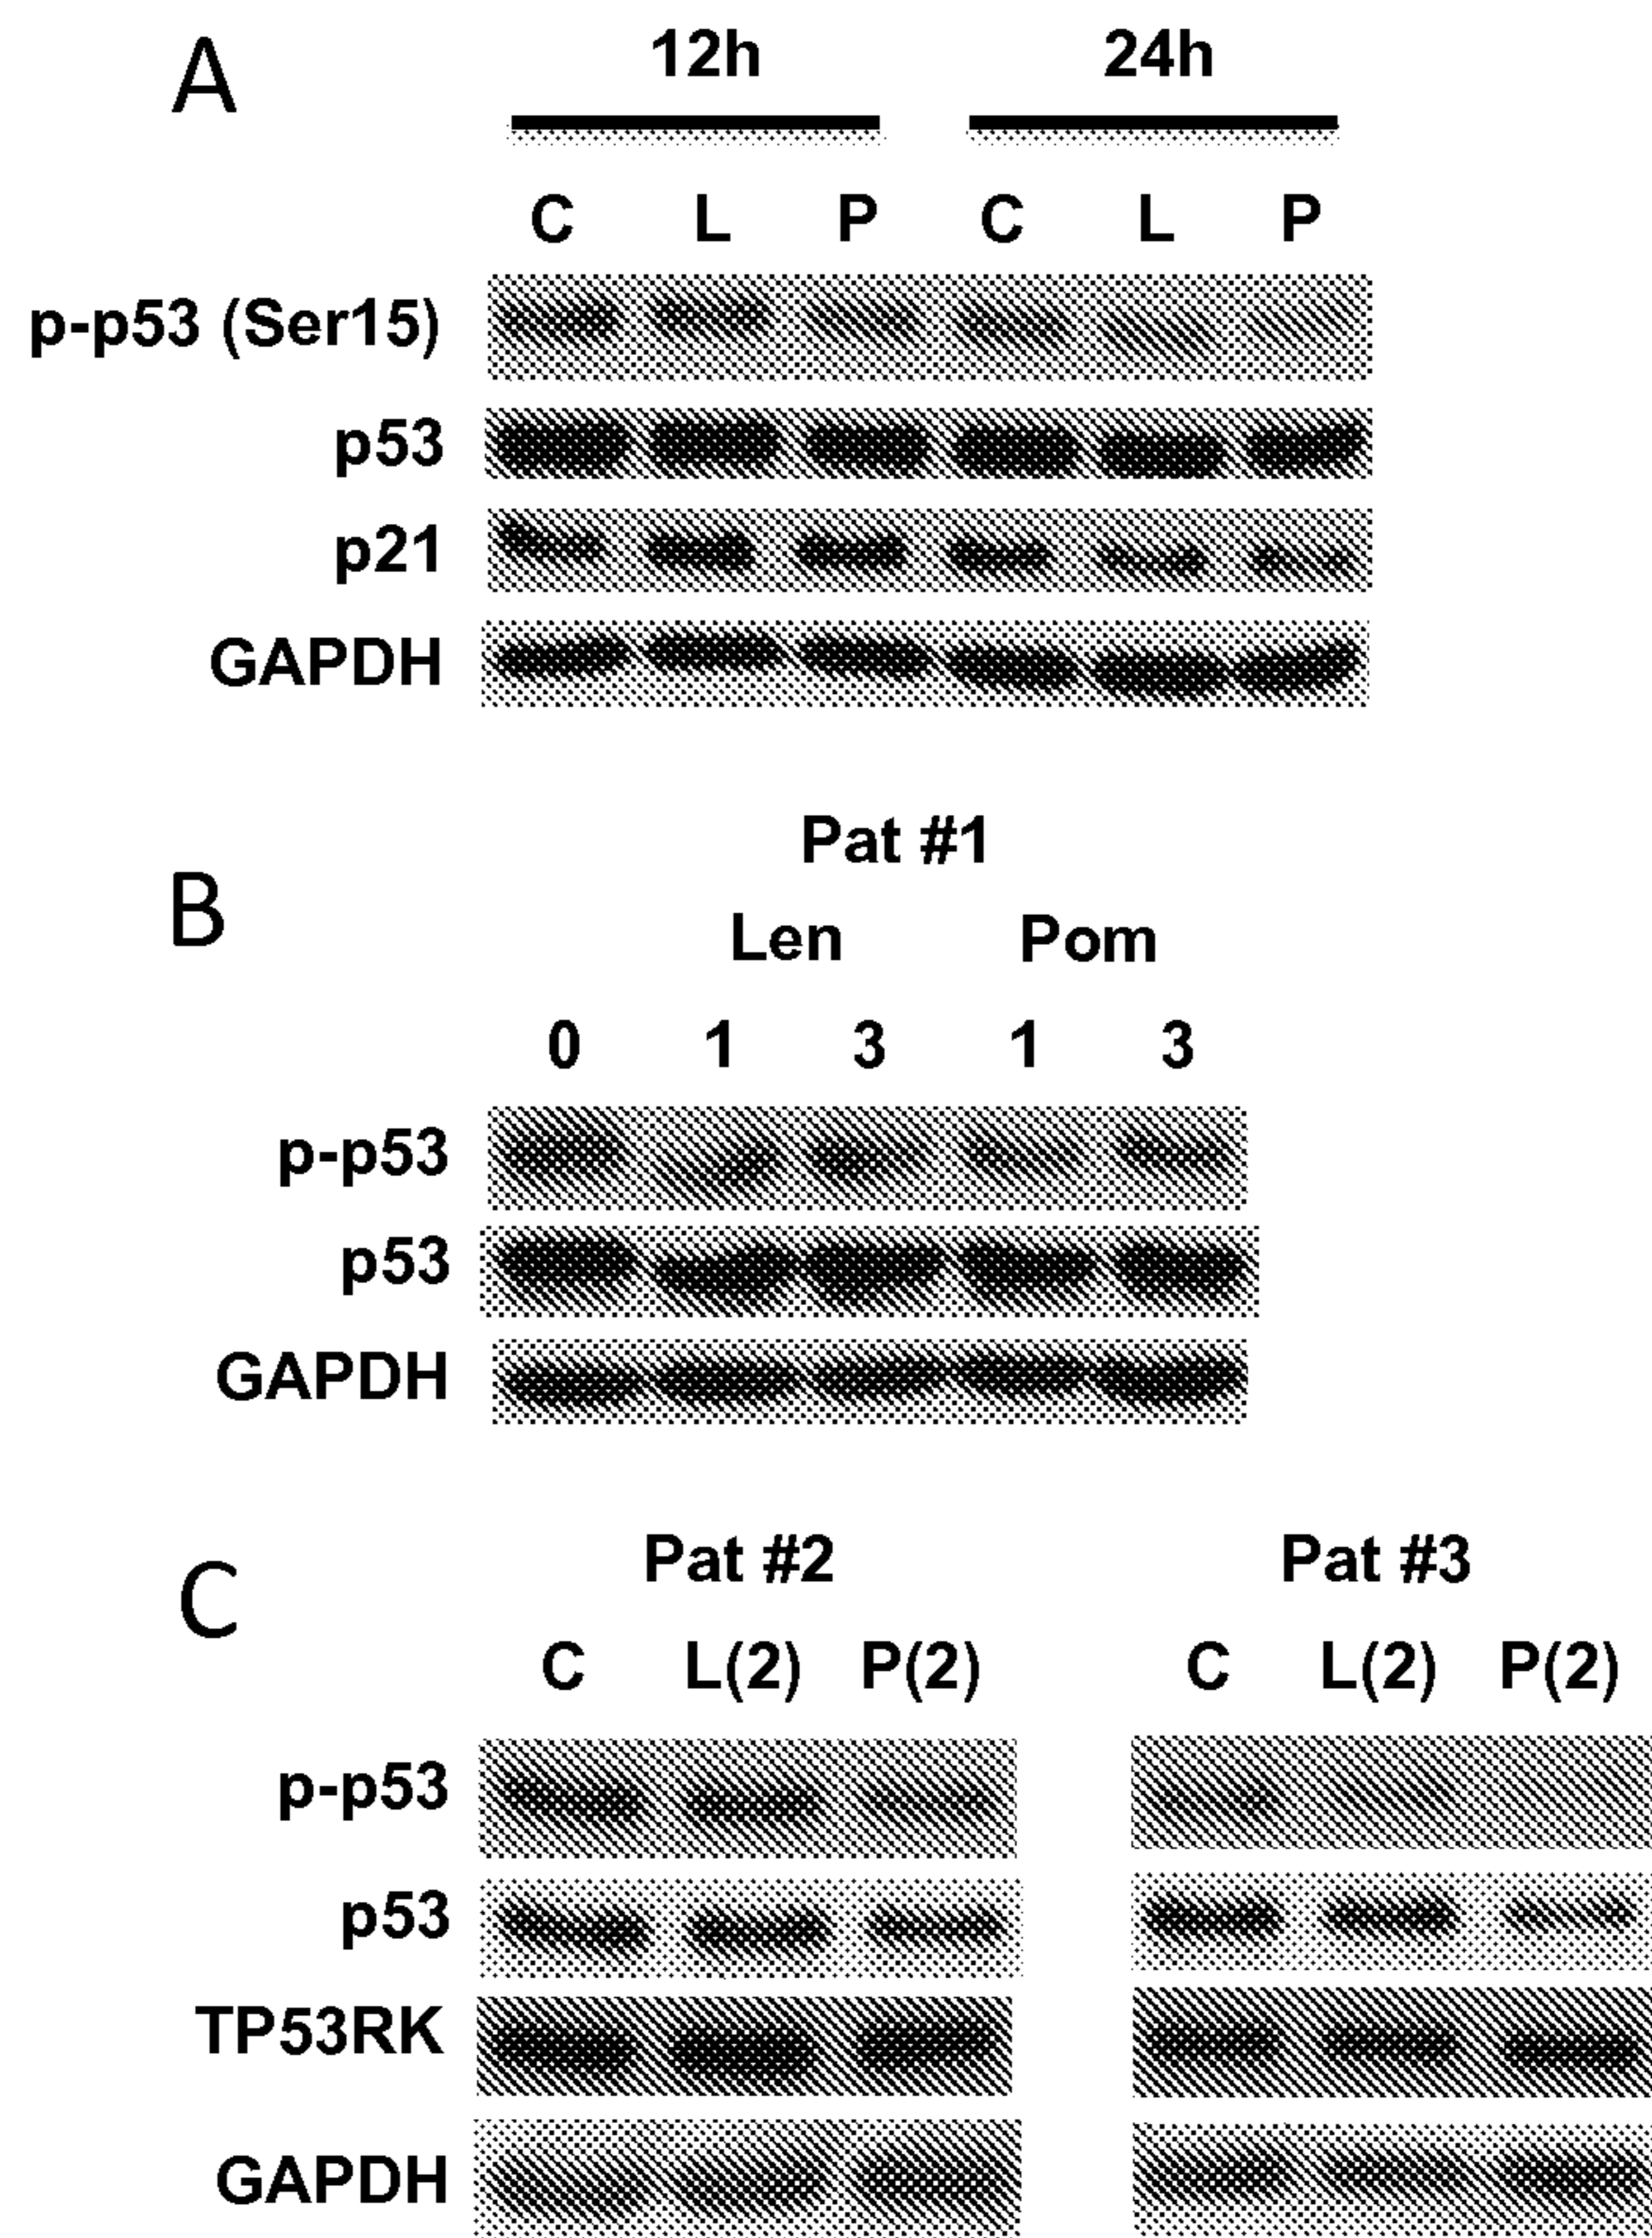 A
12h 24h
C L P C L P
p-p53 (Ser15)
p53
p21
GAPDH
B
Pat #1
Len Pom
0 1 3 1 3
p-p53
p53
GAPDH
C
Pat #2 Pat #3
C L(2) P(2) C L(2) P(2)
p-p53
p53
TP53RK
GAPDH